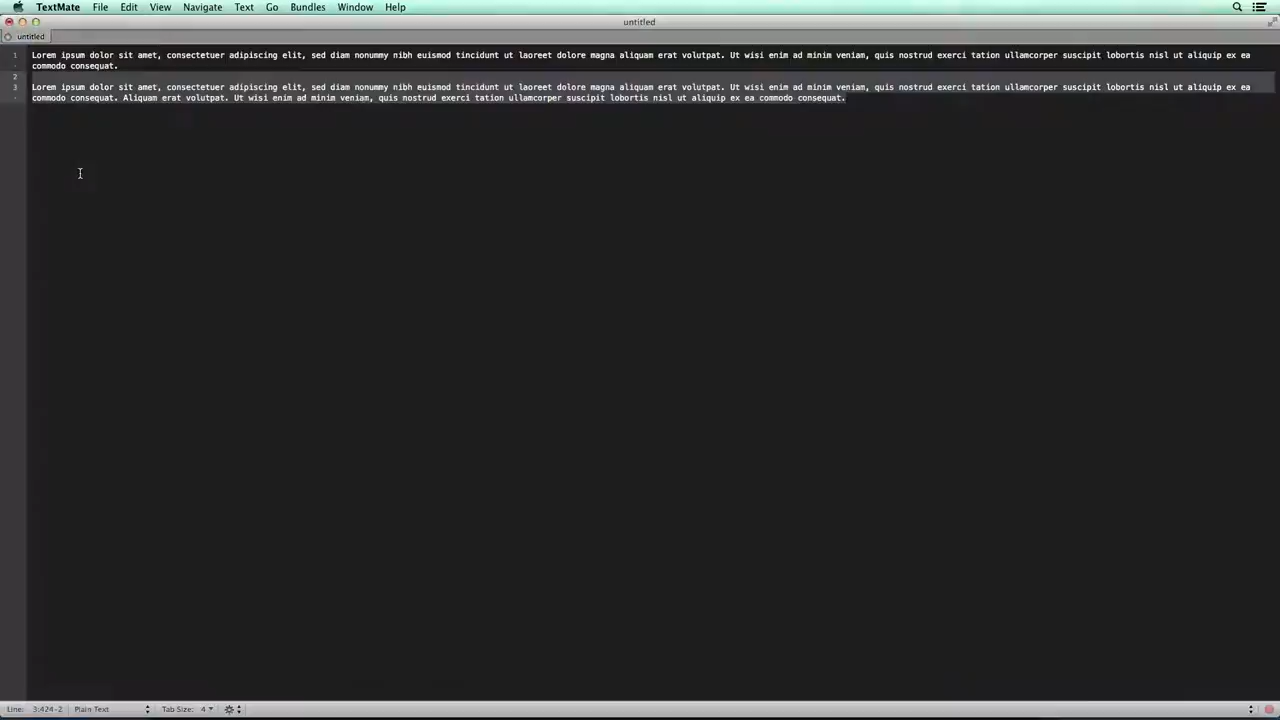 TextMate File Edit View Navigate Text Go Bundles Window Help
untitled
untitled
1 Lorem ipsum dolor sit amet, consectetuer adipiscing elit, sed diam nonummy nibh euismod tincidunt ut laoreet dolore magna aliquam erat volutpat. Ut wisi enim ad minim veniam, quis nostrud exerci tation ullamcorper suscipit lobortis nisl ut aliquip ex ea
commodo consequat.
2
3 Lorem ipsum dolor sit amet, consectetuer adipiscing elit, sed diam nonummy nibh euismod tincidunt ut laoreet dolore magna aliquam erat volutpat. Ut wisi enim ad minim veniam, quis nostrud exerci tation ullamcorper suscipit lobortis nisl ut aliquip ex ea
commodo consequat. Aliquam erat volutpat. Ut wisi enim ad minim veniam, quis nostrud exerci tation ullamcorper suscipit lobortis nisl ut aliquip ex ea commodo consequat.
Line: 3:424-2 Plain Text Tab Size: 4